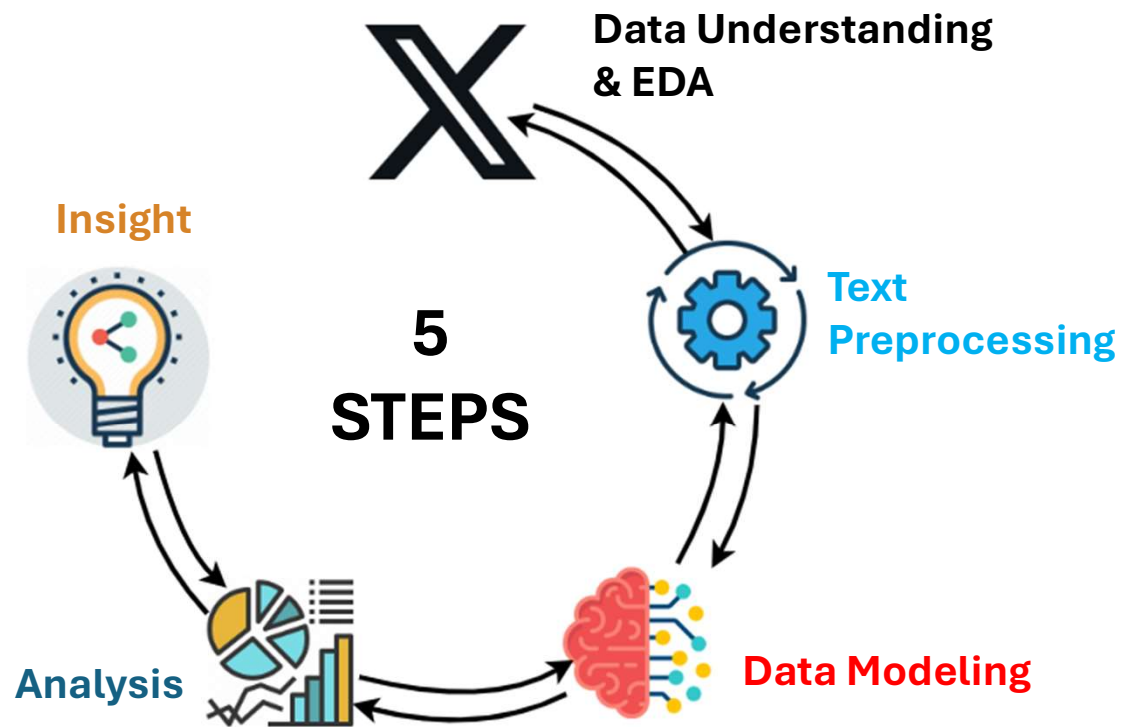 Data Understanding
& EDA
Insight
Text
Preprocessing
5
STEPS
Analysis
Data Modeling